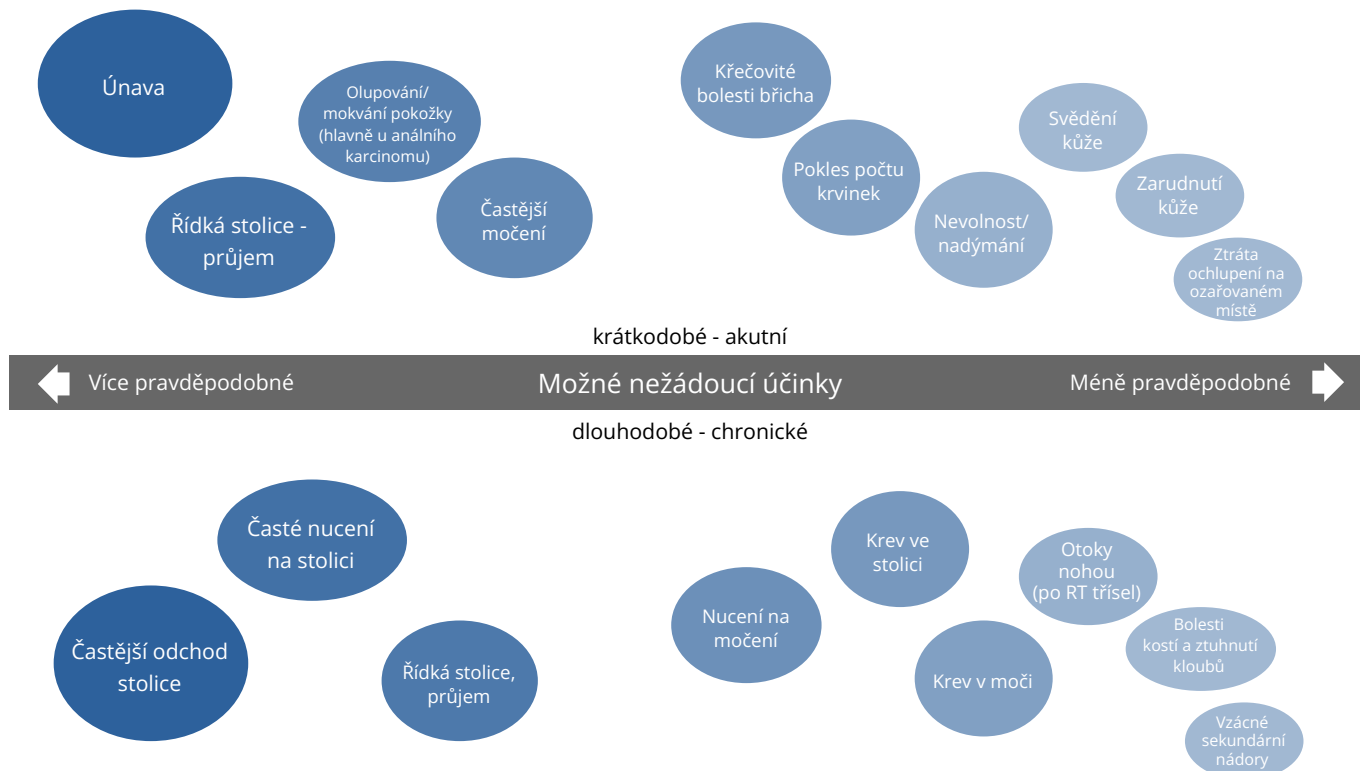 Únava
Olupování/
mokvání pokožky
(hlavně u análního
karcinomu)
Řídká stolice -
průjem
Častější
močení
Křečovité
bolesti břicha
Pokles počtu
krvinek
Nevolnost/
nadýmání
Svědění
kůže
Zarudnutí
kůže
Ztráta
ochlupení na
ozařovaném
místě
krátkodobé - akutní
Více pravděpodobné
Možné nežádoucí účinky
Méně pravděpodobné
dlouhodobé - chronické
Časté nucení
na stolici
Častější odchod
stolice
Řídká stolice,
průjem
Nucení na
močení
Krev ve
stolici
Krev v moči
Otoky
nohou
(po RT třísel)
Bolesti
kostí a ztuhnutí
kloubů
Vzácné
sekundární
nádory